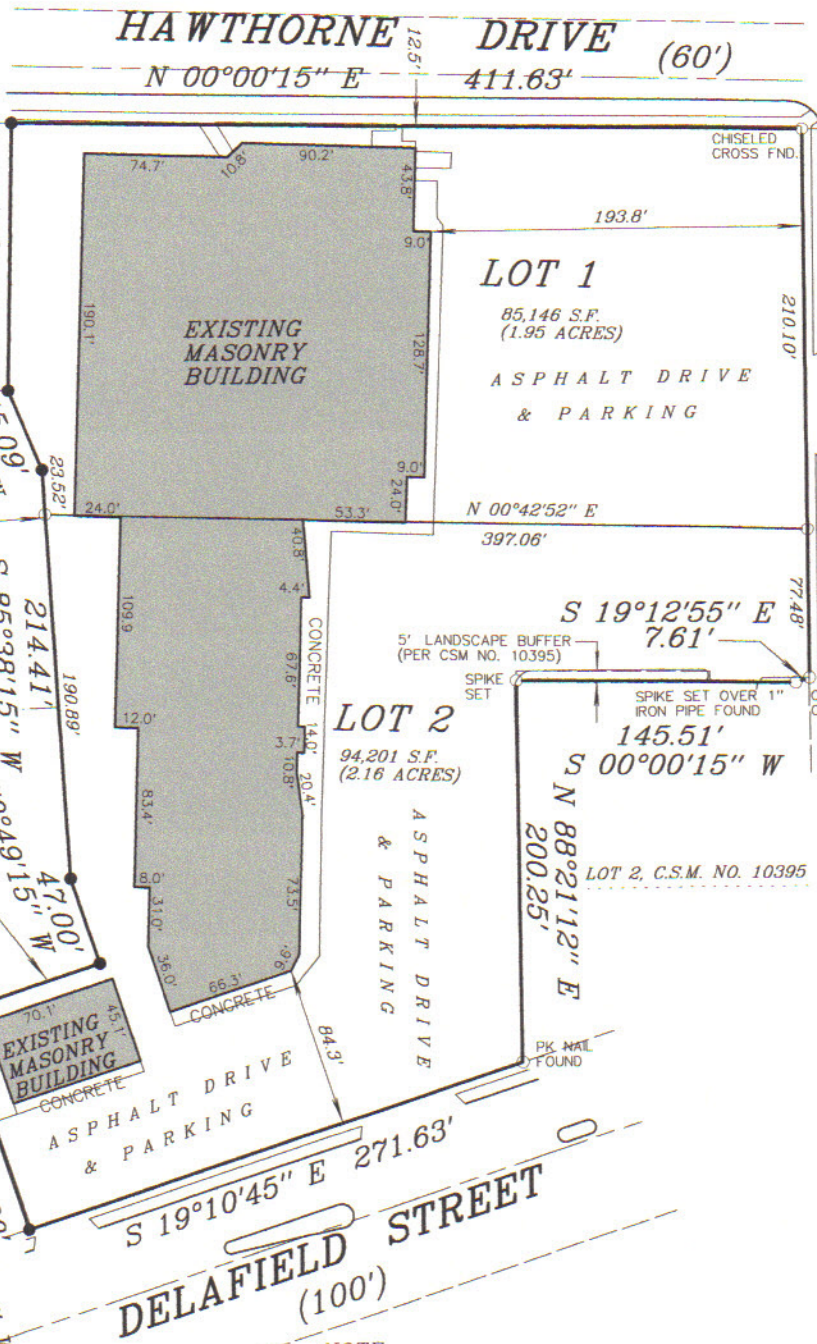 HAWTHORNE DRIVE (60')
12.5'
N 00°00'15" E 411.63'
CHISELED
CROSS FND.
74.7'
10.8'
90.2'
43.8'
193.8'
9.0'
LOT 1
85,146 S.F.
(1.95 ACRES)
210.10'
190.1'
EXISTING
MASONRY
BUILDING
128.7'
ASPHALT DRIVE
& PARKING
23.52'
9.0'
24.0'
24.0'
53.3'
N 00°42'52" E
397.06'
40.8'
77.48'
4.4'
109.9
CONCRETE
S 19°12'55" E
7.61'
5' LANDSCAPE BUFFER
(PER CSM NO. 10395)
214.41'
S 85°38'15" W
67.6'
SPIKE
SET
SPIKE SET OVER 1"
IRON PIPE FOUND
190.89'
12.0'
14.0'
3.7'
LOT 2
94,201 S.F.
(2.16 ACRES)
145.51'
S 00°00'15" W
10.8'
20.4'
83.4'
ASPHALT DRIVE
& PARKING
N 88°21'12" E
200.25'
LOT 2, C.S.M. NO. 10395
49'15" W
47.00'
8.0'
31.0'
73.5'
36.0'
66.3'
9.9'
CONCRETE
70.1'
45.1'
EXISTING
MASONRY
BUILDING
CONCRETE
84.3'
PK NAIL
FOUND
ASPHALT DRIVE
& PARKING
S 19°10'45" E 271.63'
DELAFIELD STREET
(100')